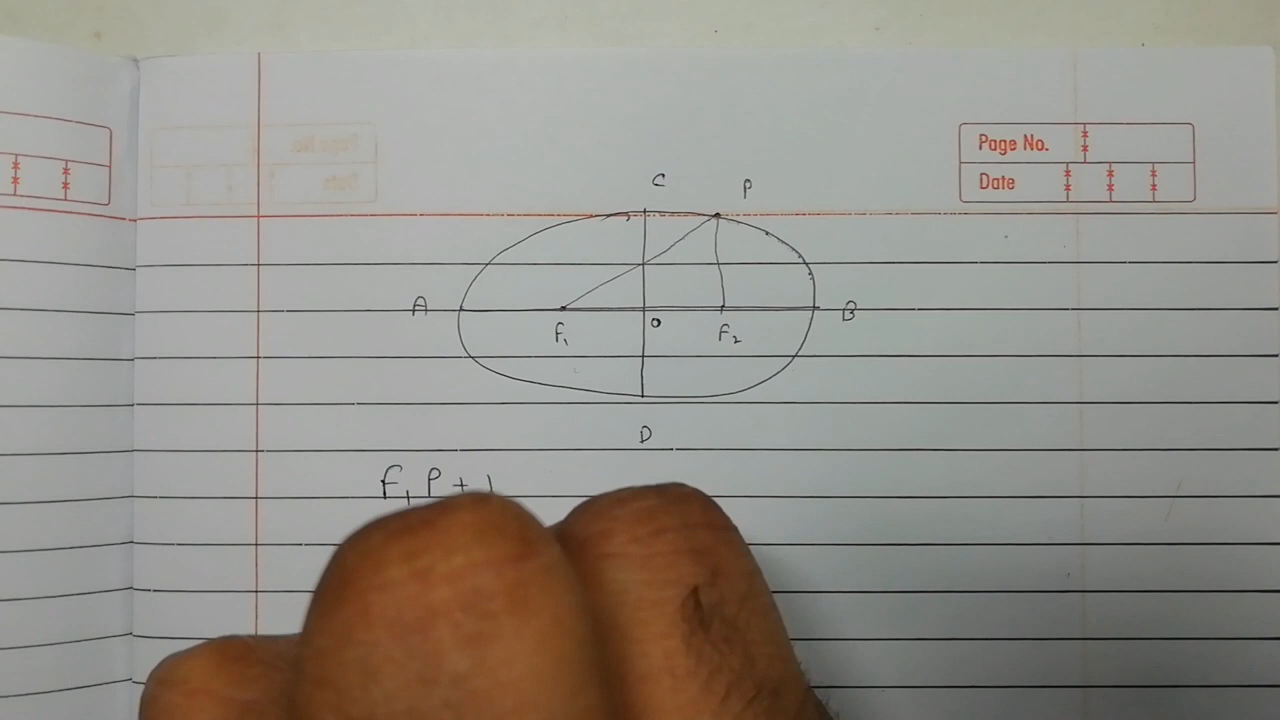 Page No.
Date
C P
A B
F₁ O F₂
D
F₁P +